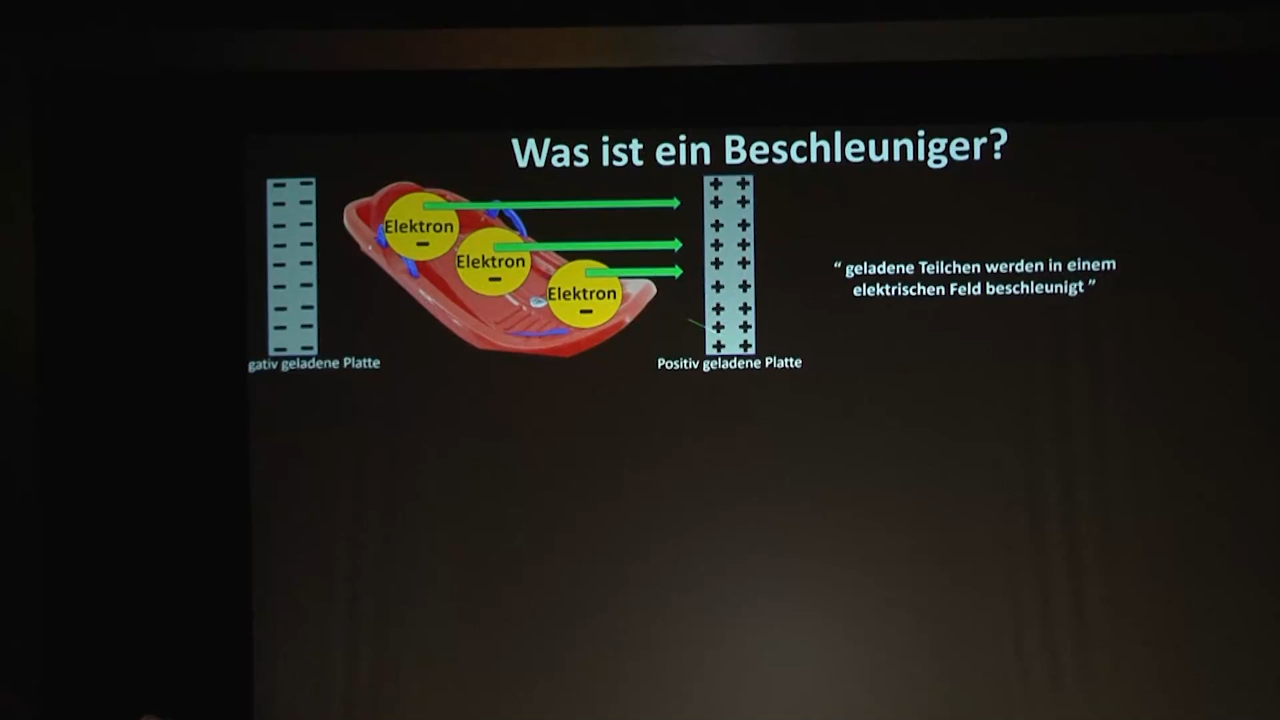 Was ist ein Beschleuniger?
Elektron
Elektron
Elektron
“ geladene Teilchen werden in einem
elektrischen Feld beschleunigt ”
gativ geladene Platte
Positiv geladene Platte